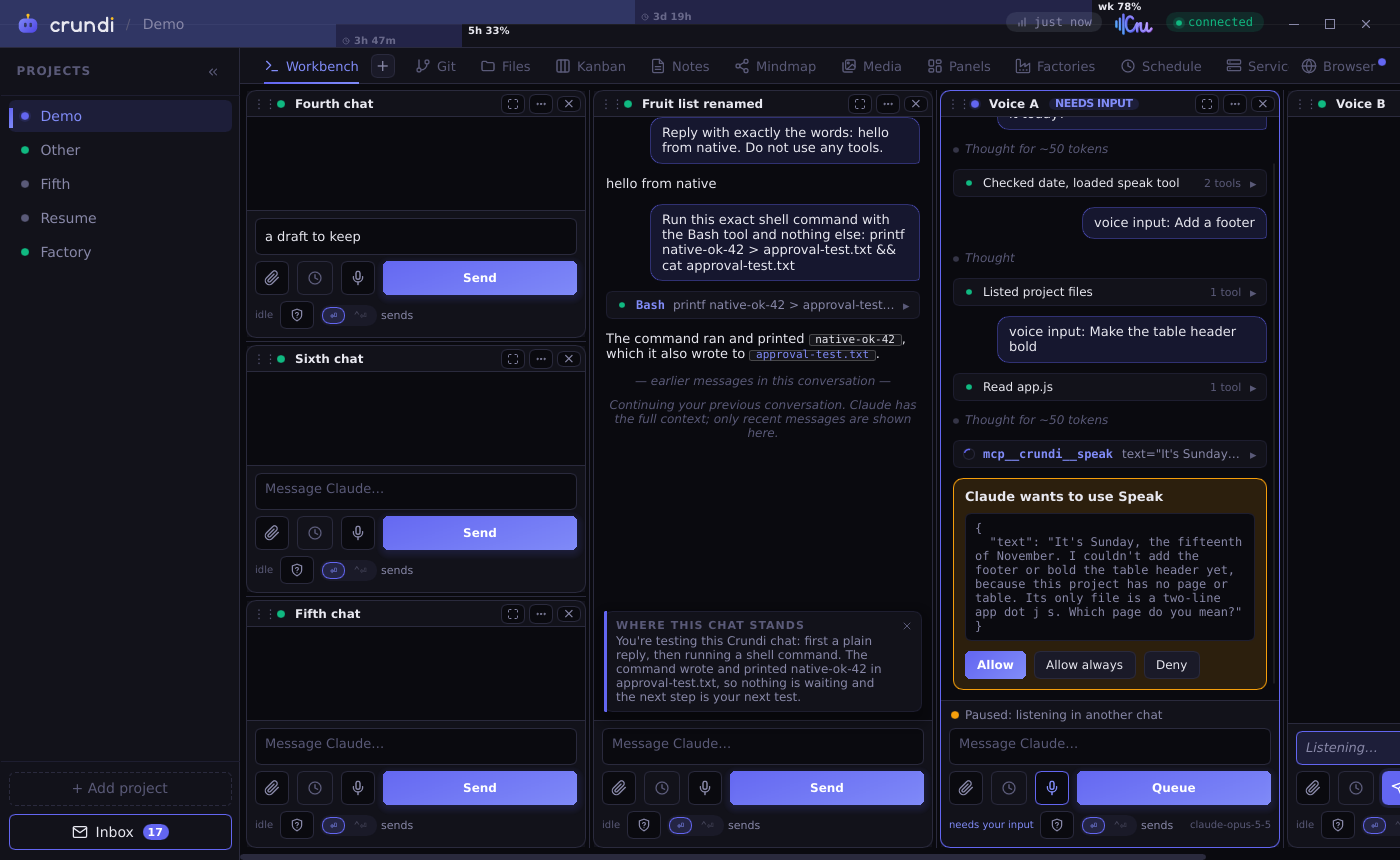 crundi / Demo
3h 47m
5h 33%
3d 19h
just now
wk 78%
Cru
connected
PROJECTS
Demo
Other
Fifth
Resume
Factory
+ Add project
Inbox 17
Workbench
Git
Files
Kanban
Notes
Mindmap
Media
Panels
Factories
Schedule
Servic
Browser
Fourth chat
a draft to keep
Send
idle
sends
Sixth chat
Message Claude…
Send
idle
sends
Fifth chat
Message Claude…
Send
idle
sends
Fruit list renamed
Reply with exactly the words: hello
from native. Do not use any tools.
hello from native
Run this exact shell command with
the Bash tool and nothing else: printf
native-ok-42 > approval-test.txt &&
cat approval-test.txt
Bash printf native-ok-42 > approval-test…
The command ran and printed native-ok-42,
which it also wrote to approval-test.txt.
— earlier messages in this conversation —
Continuing your previous conversation. Claude has
the full context; only recent messages are shown
here.
WHERE THIS CHAT STANDS
You're testing this Crundi chat: first a plain
reply, then running a shell command. The
command wrote and printed native-ok-42 in
approval-test.txt, so nothing is waiting and
the next step is your next test.
Message Claude…
Send
idle
sends
Voice A NEEDS INPUT
Thought for ~50 tokens
Checked date, loaded speak tool 2 tools
voice input: Add a footer
Thought
Listed project files 1 tool
voice input: Make the table header
bold
Read app.js 1 tool
Thought for ~50 tokens
mcp__crundi__speak text="It's Sunday…
Claude wants to use Speak
{
"text": "It's Sunday, the fifteenth
of November. I couldn't add the
footer or bold the table header yet,
because this project has no page or
table. Its only file is a two-line
app dot j s. Which page do you mean?"
}
Allow
Allow always
Deny
Paused: listening in another chat
Message Claude…
Queue
needs your input
sends
claude-opus-5-5
Voice B
Listening…
idle